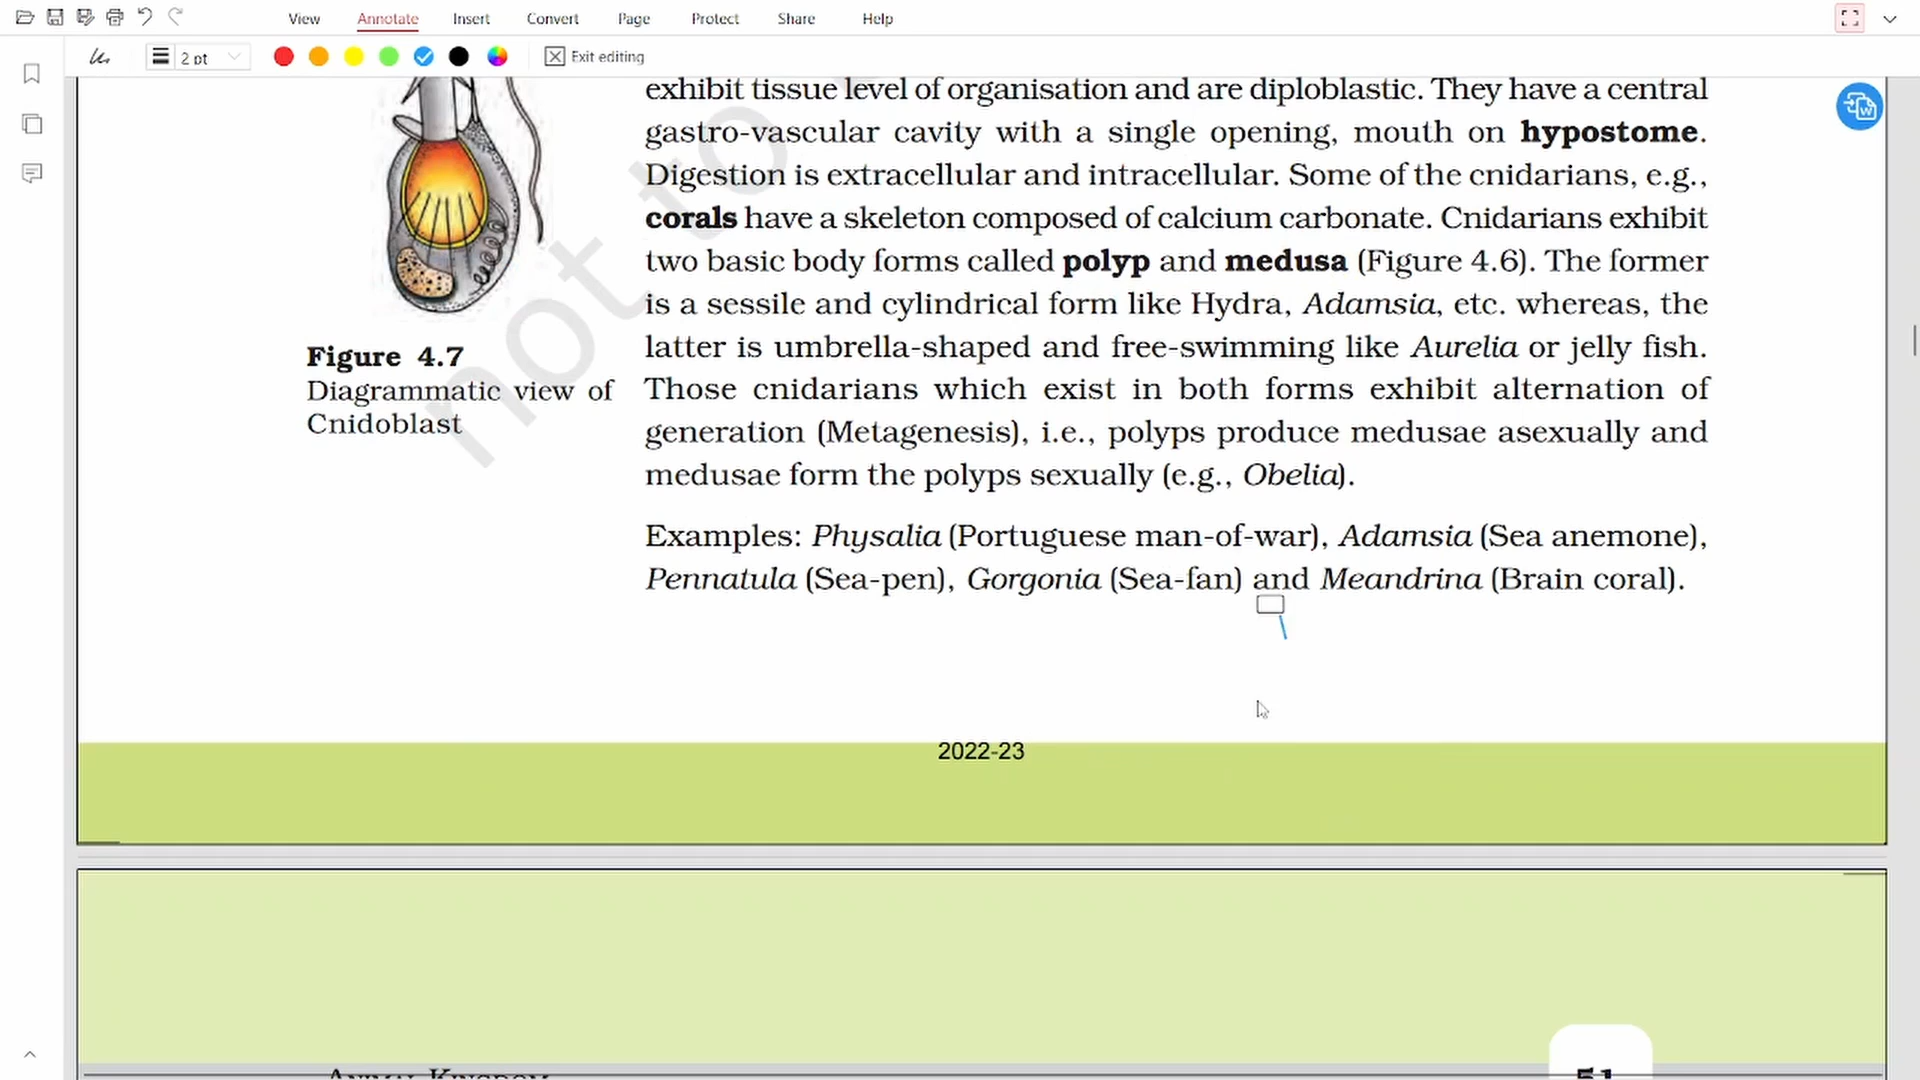 View Annotate Insert Convert Page Protect Share Help
2 pt Exit editing
exhibit tissue level of organisation and are diploblastic. They have a central
gastro-vascular cavity with a single opening, mouth on hypostome.
Digestion is extracellular and intracellular. Some of the cnidarians, e.g.,
corals have a skeleton composed of calcium carbonate. Cnidarians exhibit
two basic body forms called polyp and medusa (Figure 4.6). The former
is a sessile and cylindrical form like Hydra, Adamsia, etc. whereas, the
latter is umbrella-shaped and free-swimming like Aurelia or jelly fish.
Those cnidarians which exist in both forms exhibit alternation of
generation (Metagenesis), i.e., polyps produce medusae asexually and
medusae form the polyps sexually (e.g., Obelia).
Figure 4.7
Diagrammatic view of
Cnidoblast
Examples: Physalia (Portuguese man-of-war), Adamsia (Sea anemone),
Pennatula (Sea-pen), Gorgonia (Sea-fan) and Meandrina (Brain coral).
not to
2022-23
ANIMAL KINGDOM
51